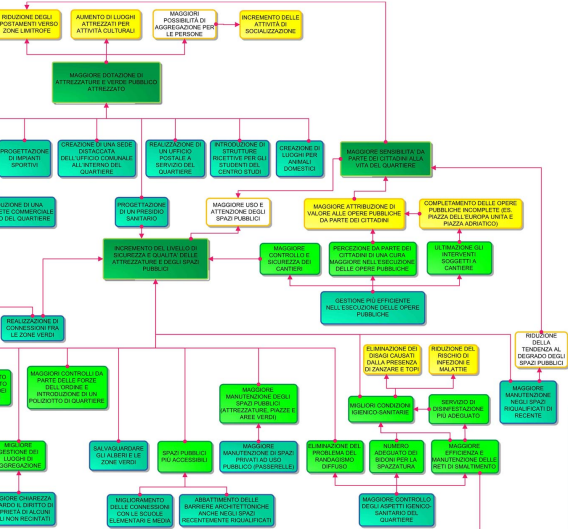 RIDUZIONE DEGLI
POSTAMENTI VERSO
ZONE LIMITROFE
AUMENTO DI LUOGHI
ATTREZZATI PER
ATTIVITÀ CULTURALI
MAGGIORI
POSSIBILITÀ DI
AGGREGAZIONE PER
LE PERSONE
INCREMENTO DELLE
ATTIVITÀ DI
SOCIALIZZAZIONE
MAGGIORE DOTAZIONE DI
ATTREZZATURE E VERDE PUBBLICO
ATTREZZATO
PROGETTAZIONE
DI IMPIANTI
SPORTIVI
CREAZIONE DI UNA SEDE
DISTACCATA
DELL'UFFICIO COMUNALE
ALL'INTERNO DEL
QUARTIERE
REALIZZAZIONE DI
UN UFFICIO
POSTALE A
SERVIZIO DEL
QUARTIERE
INTRODUZIONE DI
STRUTTURE
RICETTIVE PER GLI
STUDENTI DEL
CENTRO STUDI
CREAZIONE DI
LUOGHI PER
ANIMALI
DOMESTICI
MAGGIORE SENSIBILITA' DA
PARTE DEI CITTADINI ALLA
VITA DEL QUARTIERE
UZIONE DI UNA
ETE COMMERCIALE
O DEL QUARTIERE
PROGETTAZIONE
DI UN PRESIDIO
SANITARIO
MAGGIORE USO E
ATTENZIONE DEGLI
SPAZI PUBBLICI
MAGGIORE ATTRIBUZIONE DI
VALORE ALLE OPERE PUBBLICHE
DA PARTE DEI CITTADINI
COMPLETAMENTO DELLE OPERE
PUBBLICHE INCOMPLETE (ES.
PIAZZA DELL'EUROPA UNITA E
PIAZZA ADRIATICO)
INCREMENTO DEL LIVELLO DI
SICUREZZA E QUALITA' DELLE
ATTREZZATURE E DEGLI SPAZI
PUBBLICI
MAGGIORE
CONTROLLO E
SICUREZZA DEI
CANTIERI
PERCEZIONE DA PARTE DEI
CITTADINI DI UNA CURA
MAGGIORE NELL'ESECUZIONE
DELLE OPERE PUBBLICHE
ULTIMAZIONE GLI
INTERVENTI
SOGGETTI A
CANTIERE
GESTIONE PIÙ EFFICIENTE
NELL'ESECUZIONE DELLE OPERE
PUBBLICHE
REALIZZAZIONE DI
CONNESSIONI FRA
LE ZONE VERDI
ELIMINAZIONE DEI
DISAGI CAUSATI
DALLA PRESENZA
DI ZANZARE E TOPI
RIDUZIONE DEL
RISCHIO DI
INFEZIONI E
MALATTIE
RIDUZIONE
DELLA
TENDENZA AL
DEGRADO DEGLI
SPAZI PUBBLICI
MAGGIORI CONTROLLI DA
PARTE DELLE FORZE
DELL'ORDINE E
INTRODUZIONE DI UN
POLIZIOTTO DI QUARTIERE
MAGGIORE
MANUTENZIONE DEGLI
SPAZI PUBBLICI
(ATTREZZATURE, PIAZZE E
AREE VERDI)
MIGLIORI CONDIZIONI
IGIENICO-SANITARIE
SERVIZIO DI
DISINFESTAZIONE
PIÙ ADEGUATO
MAGGIORE
MANUTENZIONE
NEGLI SPAZI
RIQUALIFICATI DI
RECENTE
MIGLIORE
GESTIONE DEI
LUOGHI DI
GGREGAZIONE
SALVAGUARDARE
GLI ALBERI E LE
ZONE VERDI
SPAZI PUBBLICI
PIÙ ACCESSIBILI
MAGGIORE
MANUTENZIONE DI SPAZI
PRIVATI AD USO
PUBBLICO (PASSERELLE)
ELIMINAZIONE DEL
PROBLEMA DEL
RANDAGISMO
DIFFUSO
NUMERO
ADEGUATO DEI
BIDONI PER LA
SPAZZATURA
MAGGIORE
EFFICIENZA E
MANUTENZIONE DELLE
RETI DI SMALTIMENTO
GIORE CHIAREZZA
ARDO IL DIRITTO DI
PRIETÀ DI ALCUNI
LI NON RECINTATI
MIGLIORAMENTO
DELLE CONNESSIONI
CON LE SCUOLE
ELEMENTARI E MEDIA
ABBATTIMENTO DELLE
BARRIERE ARCHITETTONICHE
ANCHE NEGLI SPAZI
RECENTEMENTE RIQUALIFICATI
MAGGIORE CONTROLLO
DEGLI ASPETTI IGENICO-
SANITARIO DEL
QUARTIERE